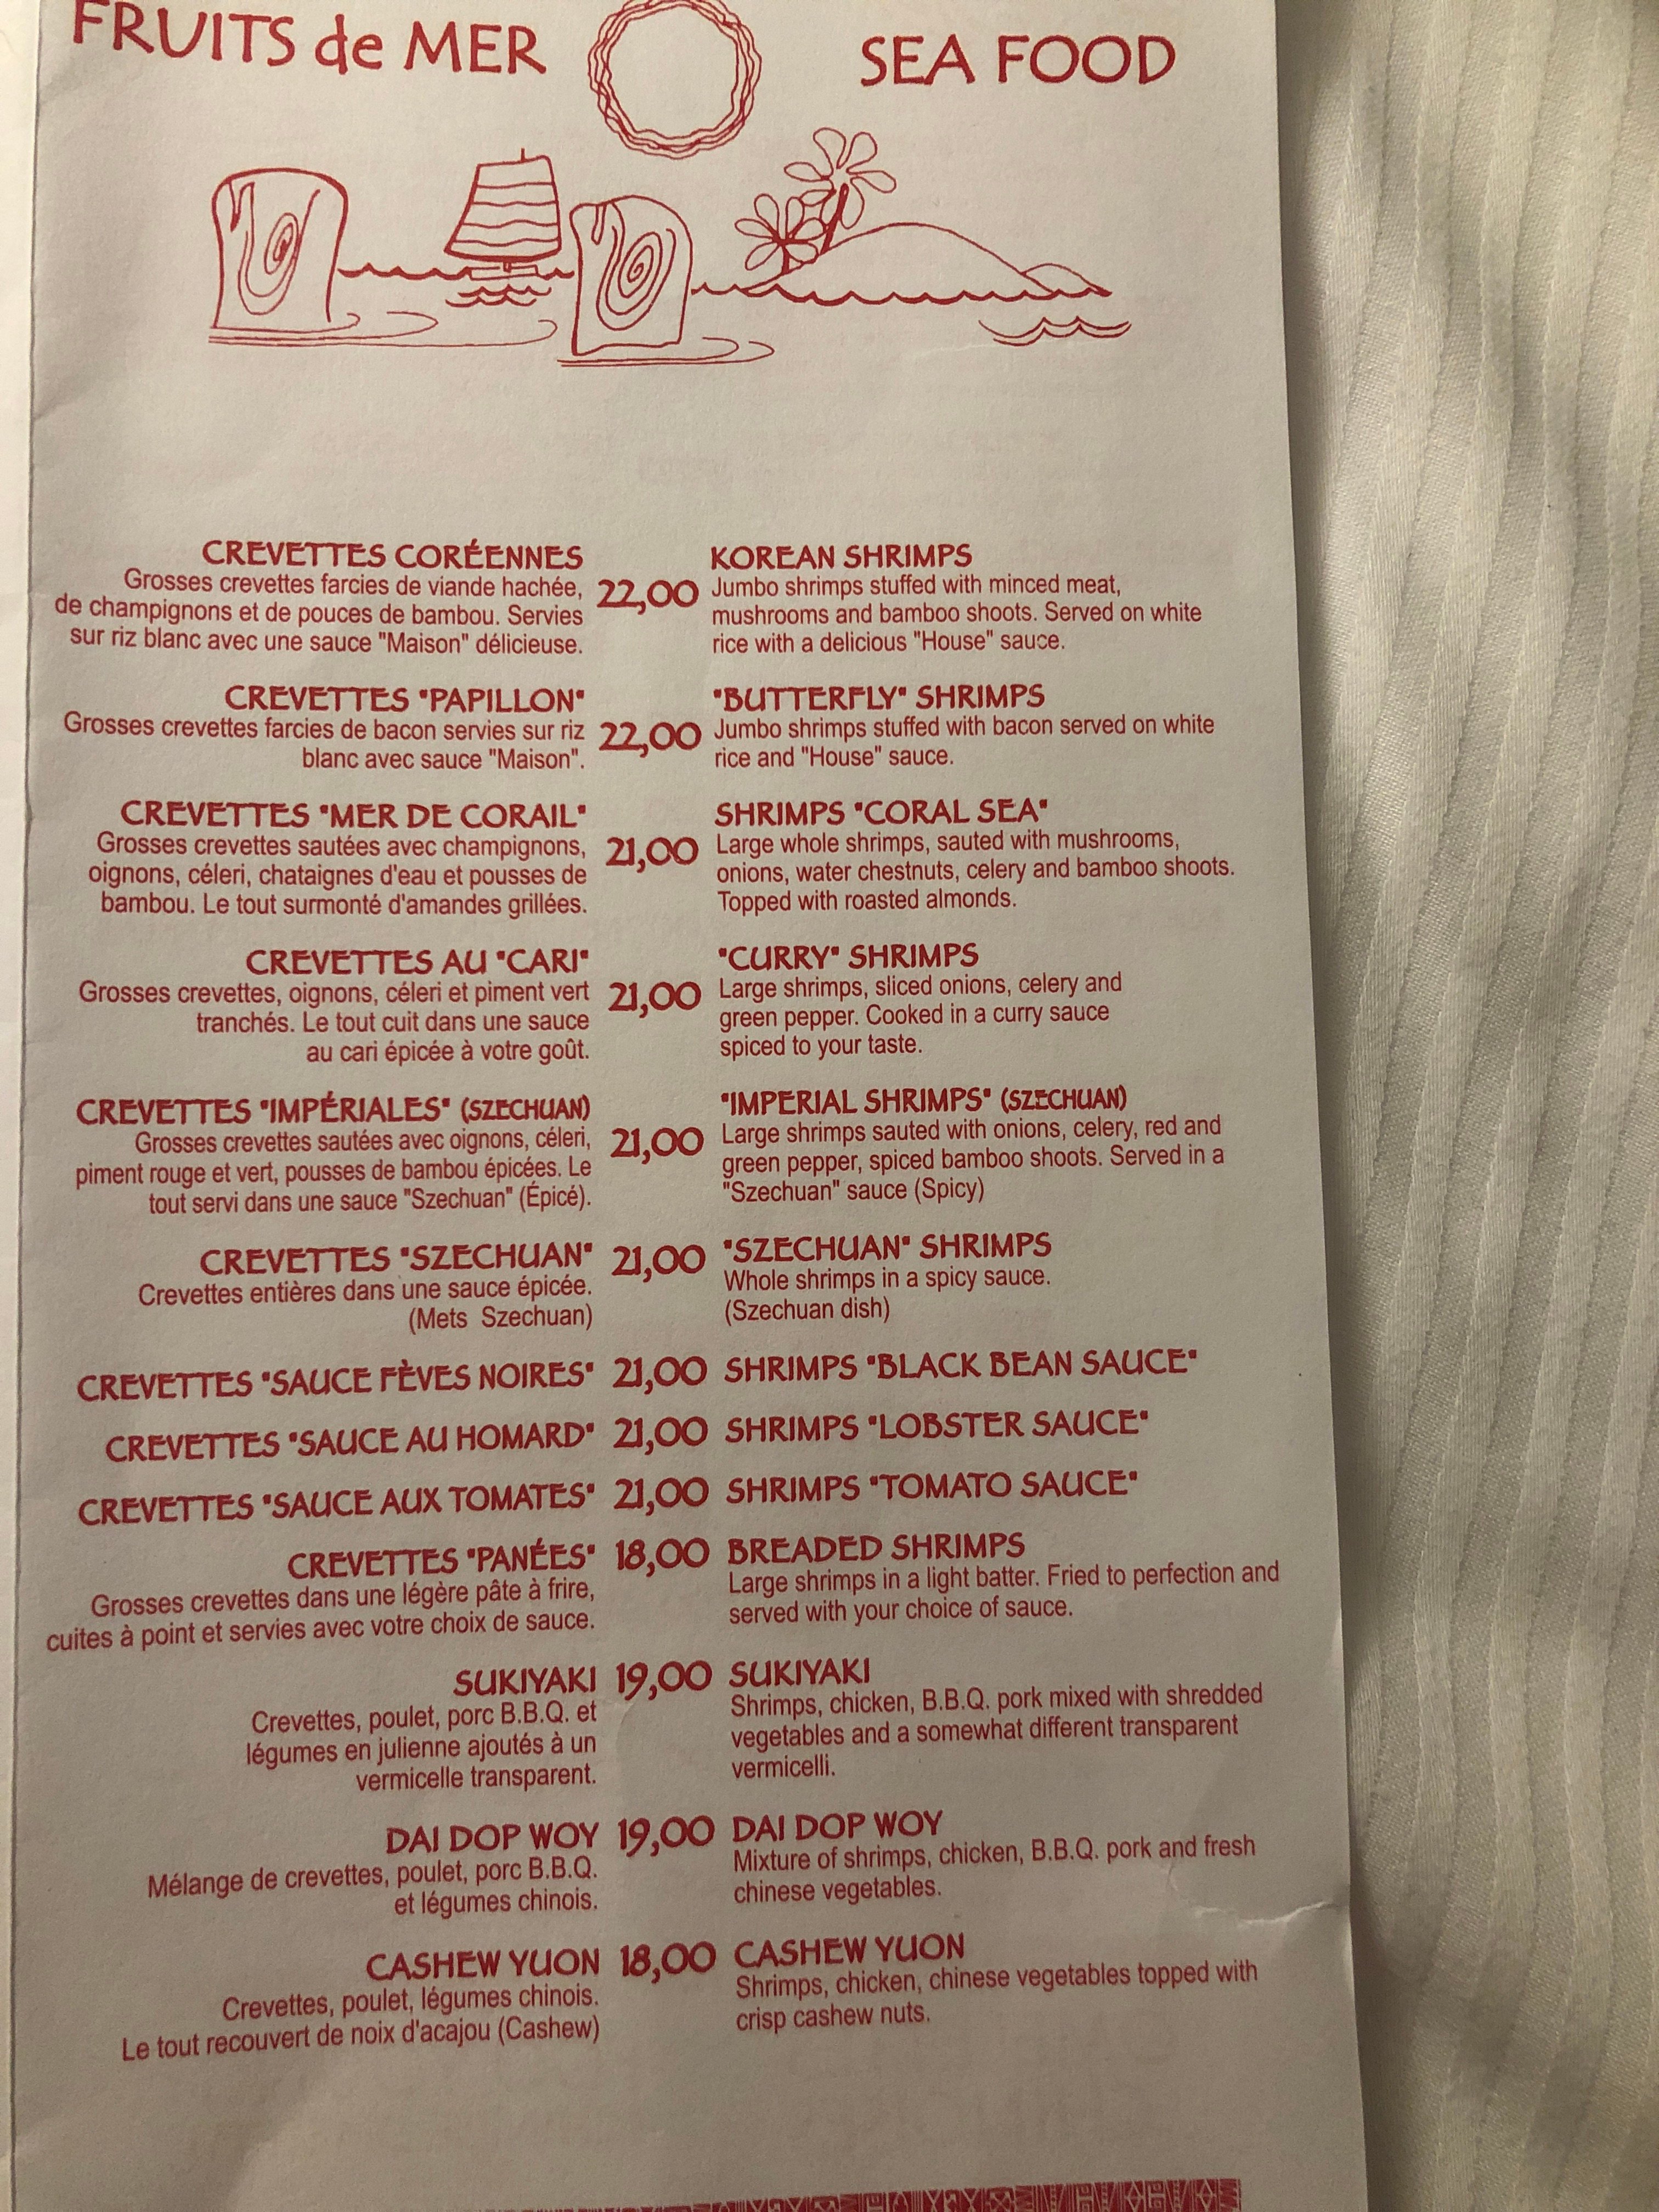 FRUITS de MER
SEA FOOD
CREVETTES CORÉENNES
Grosses crevettes farcies de viande hachée,
de champignons et de pouces de bambou. Servies
sur riz blanc avec une sauce "Maison" délicieuse.
22,00
KOREAN SHRIMPS
Jumbo shrimps stuffed with minced meat,
mushrooms and bamboo shoots. Served on white
rice with a delicious "House" sauce.
CREVETTES "PAPILLON"
Grosses crevettes farcies de bacon servies sur riz
blanc avec sauce "Maison".
22,00
"BUTTERFLY" SHRIMPS
Jumbo shrimps stuffed with bacon served on white
rice and "House" sauce.
CREVETTES "MER DE CORAIL"
Grosses crevettes sautées avec champignons,
oignons, céleri, chataignes d'eau et pousses de
bambou. Le tout surmonté d'amandes grillées.
21,00
SHRIMPS "CORAL SEA"
Large whole shrimps, sauted with mushrooms,
onions, water chestnuts, celery and bamboo shoots.
Topped with roasted almonds.
CREVETTES AU "CARI"
Grosses crevettes, oignons, céleri et piment vert
tranchés. Le tout cuit dans une sauce
au cari épicée à votre goût.
21,00
"CURRY" SHRIMPS
Large shrimps, sliced onions, celery and
green pepper. Cooked in a curry sauce
spiced to your taste.
CREVETTES "IMPÉRIALES" (SZECHUAN)
Grosses crevettes sautées avec oignons, céleri,
piment rouge et vert, pousses de bambou épicées. Le
tout servi dans une sauce "Szechuan" (Épicé).
21,00
"IMPERIAL SHRIMPS" (SZECHUAN)
Large shrimps sauted with onions, celery, red and
green pepper, spiced bamboo shoots. Served in a
"Szechuan" sauce (Spicy)
CREVETTES "SZECHUAN"
Crevettes entières dans une sauce épicée.
(Mets Szechuan)
21,00
"SZECHUAN" SHRIMPS
Whole shrimps in a spicy sauce.
(Szechuan dish)
CREVETTES "SAUCE FÈVES NOIRES" 21,00 SHRIMPS "BLACK BEAN SAUCE"
CREVETTES "SAUCE AU HOMARD" 21,00 SHRIMPS "LOBSTER SAUCE"
CREVETTES "SAUCE AUX TOMATES" 21,00 SHRIMPS "TOMATO SAUCE"
CREVETTES "PANÉES"
Grosses crevettes dans une légère pâte à frire,
cuites à point et servies avec votre choix de sauce.
18,00
BREADED SHRIMPS
Large shrimps in a light batter. Fried to perfection and
served with your choice of sauce.
SUKIYAKI
Crevettes, poulet, porc B.B.Q. et
légumes en julienne ajoutés à un
vermicelle transparent.
19,00
SUKIYAKI
Shrimps, chicken, B.B.Q. pork mixed with shredded
vegetables and a somewhat different transparent
vermicelli.
DAI DOP WOY
Mélange de crevettes, poulet, porc B.B.Q.
et légumes chinois.
19,00
DAI DOP WOY
Mixture of shrimps, chicken, B.B.Q. pork and fresh
chinese vegetables.
CASHEW YUON
Crevettes, poulet, légumes chinois.
Le tout recouvert de noix d'acajou (Cashew)
18,00
CASHEW YUON
Shrimps, chicken, chinese vegetables topped with
crisp cashew nuts.